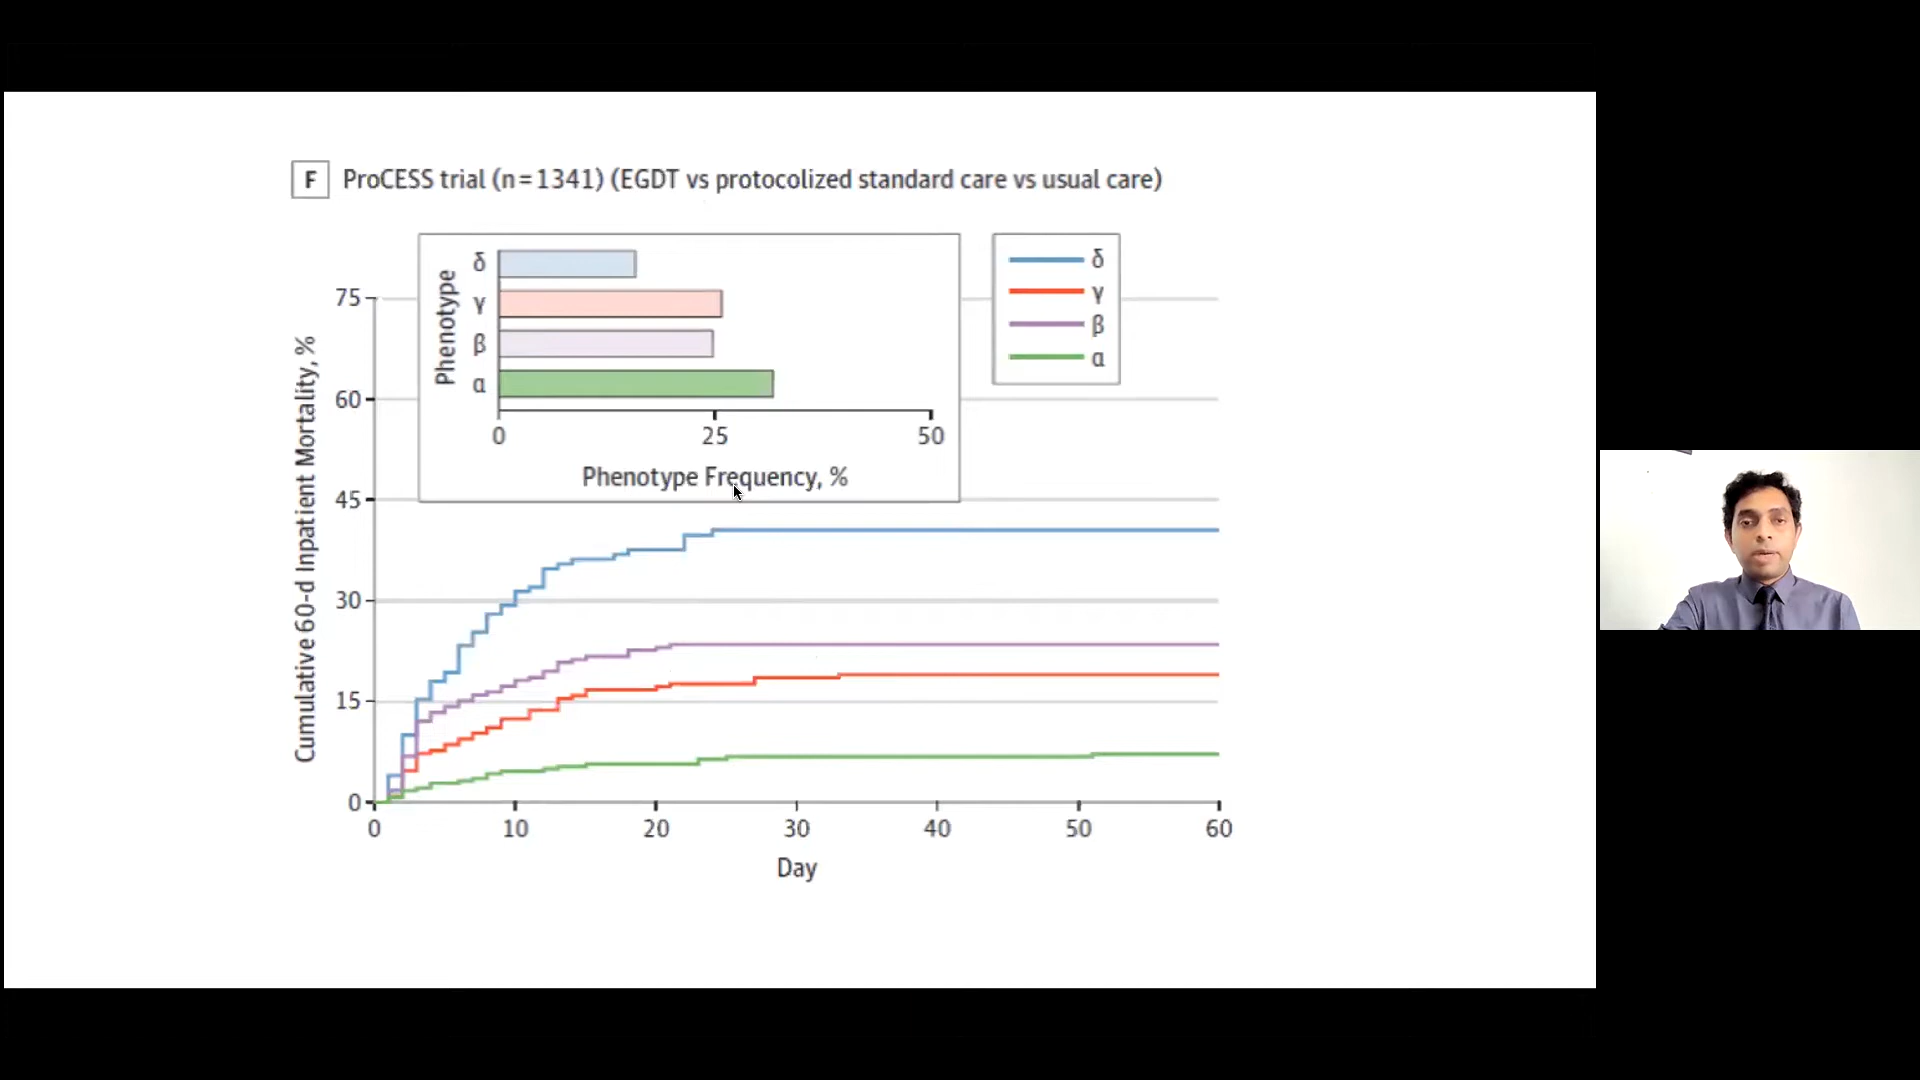 F ProCESS trial (n=1341) (EGDT vs protocolized standard care vs usual care)
Phenotype
δ
γ
β
α
0 25 50
Phenotype Frequency, %
δ
γ
β
α
Cumulative 60-d Inpatient Mortality, %
75
60
45
30
15
0
0 10 20 30 40 50 60
Day